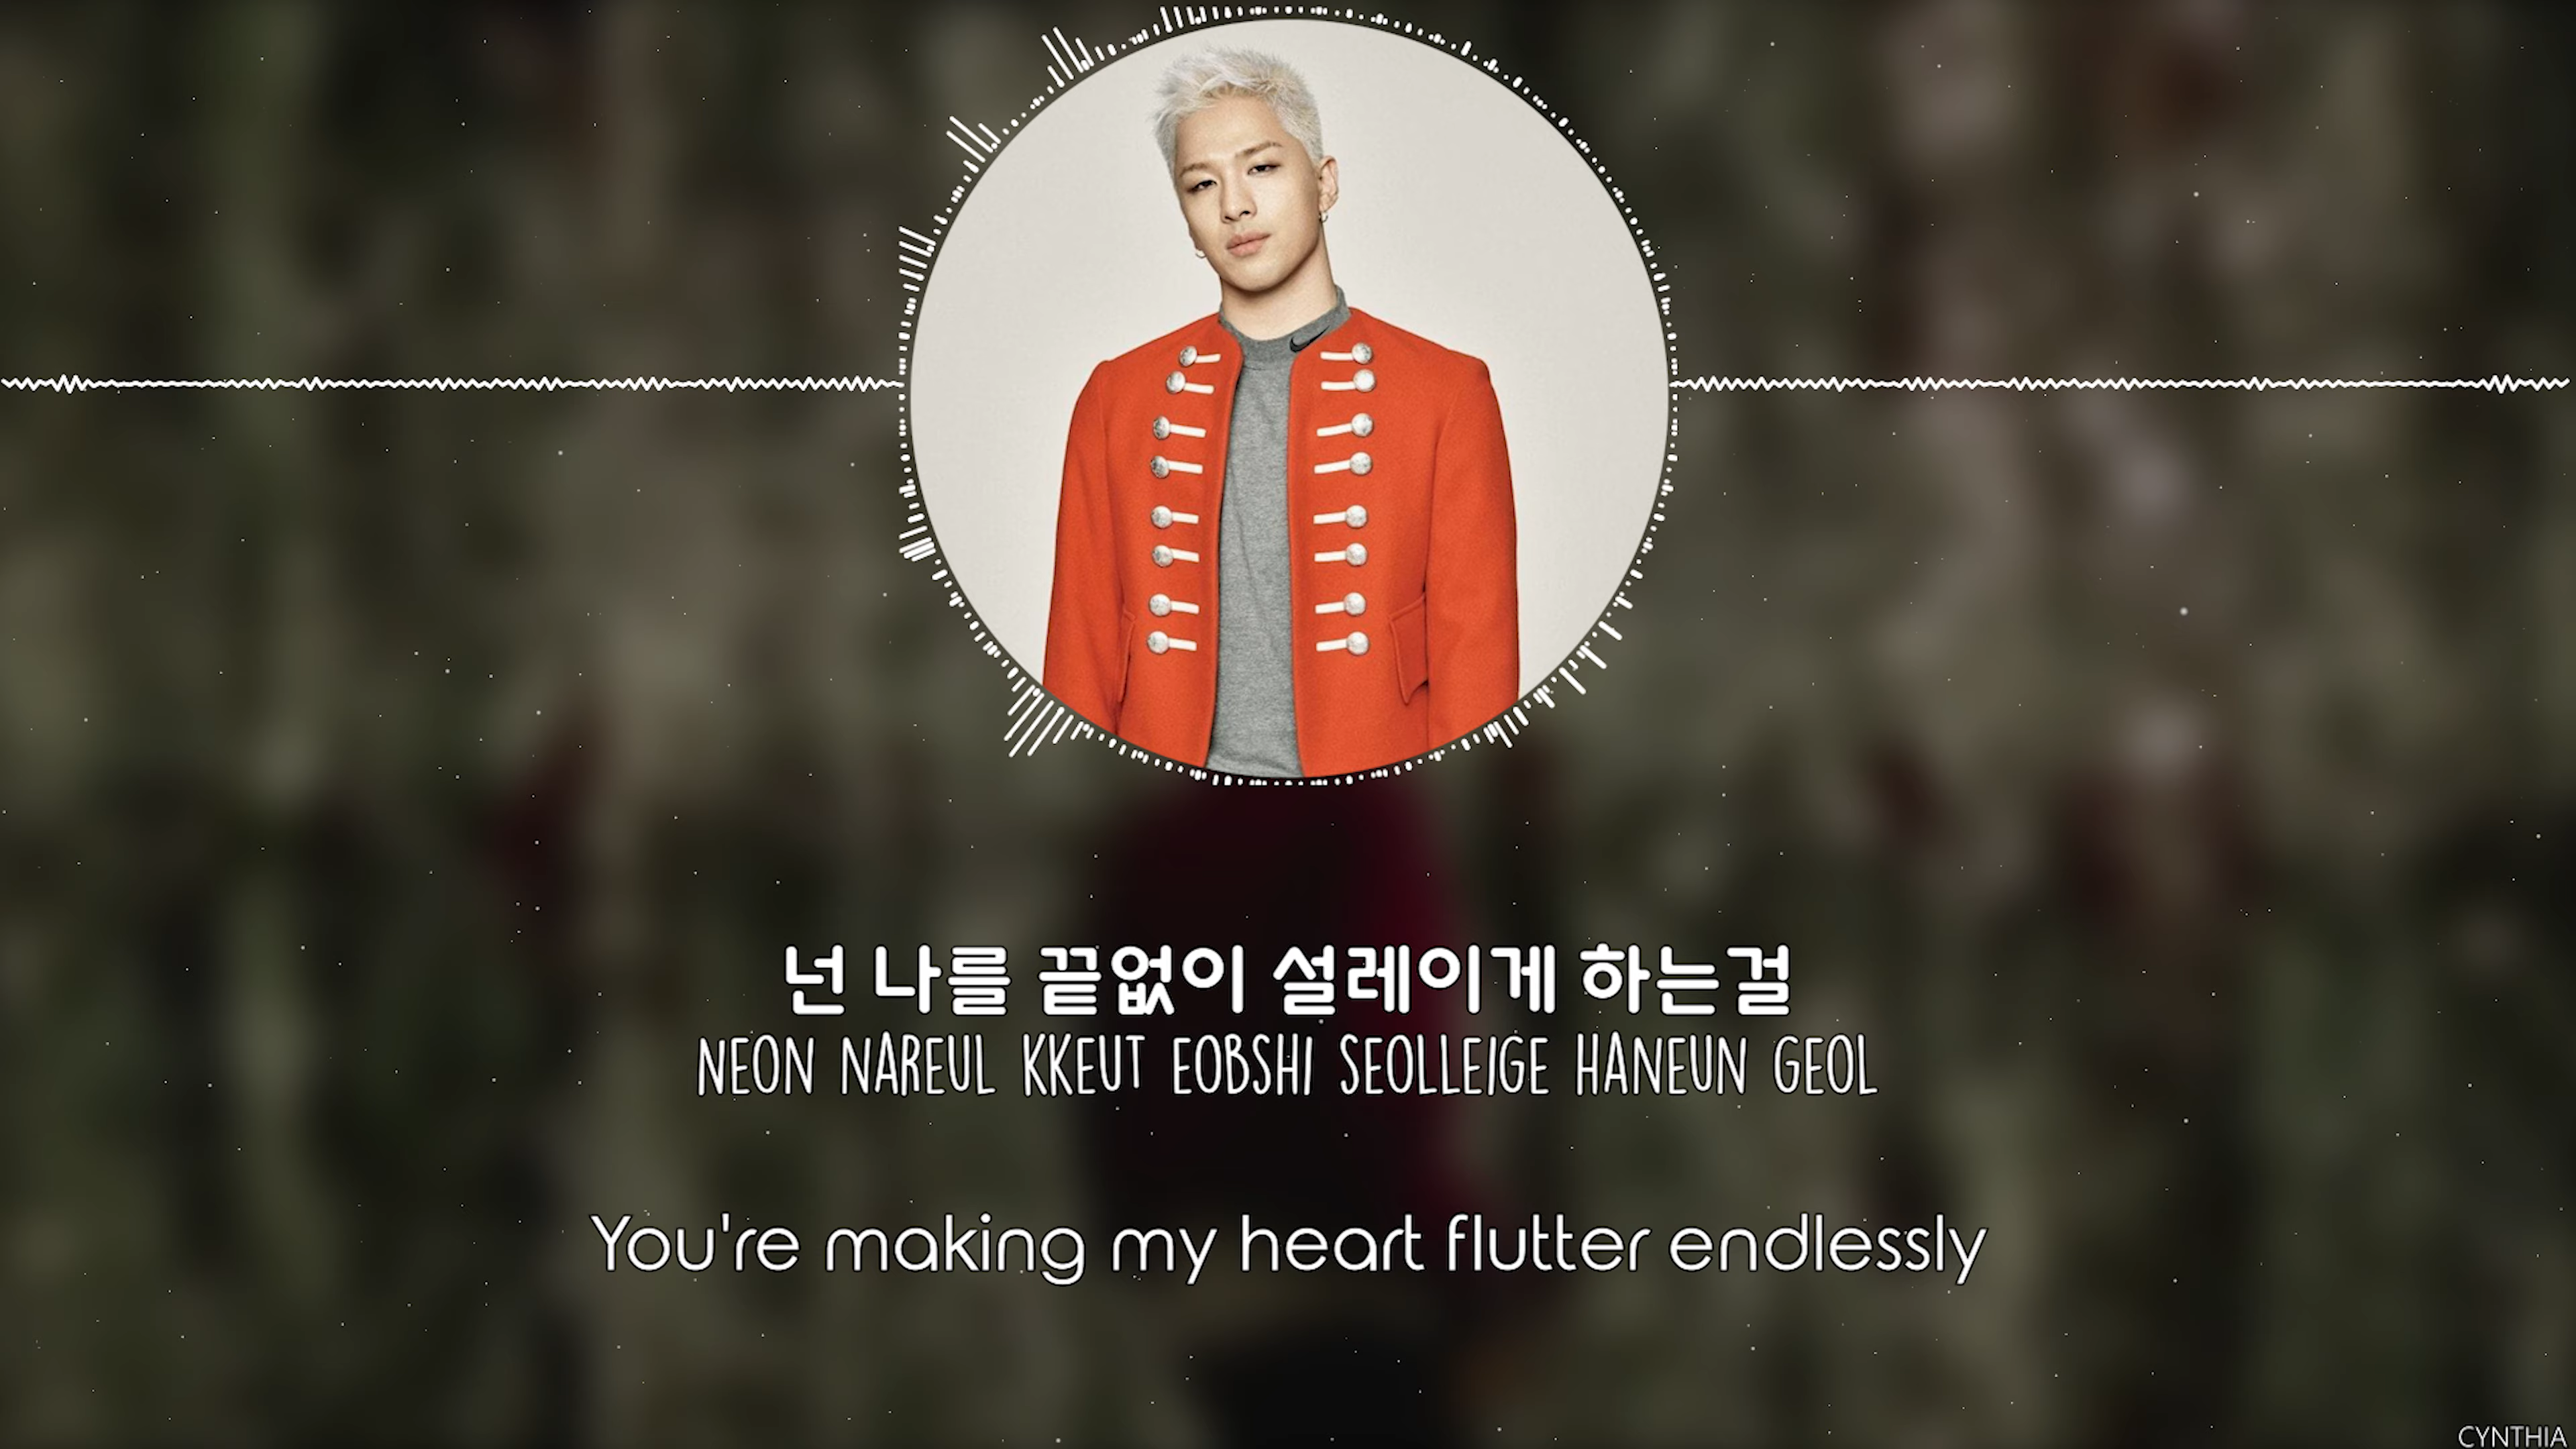 넌 나를 끝없이 설레이게 하는걸
NEON NAREUL KKEUT EOBSHI SEOLLEIGE HANEUN GEOL
You're making my heart flutter endlessly
CYNTHIA